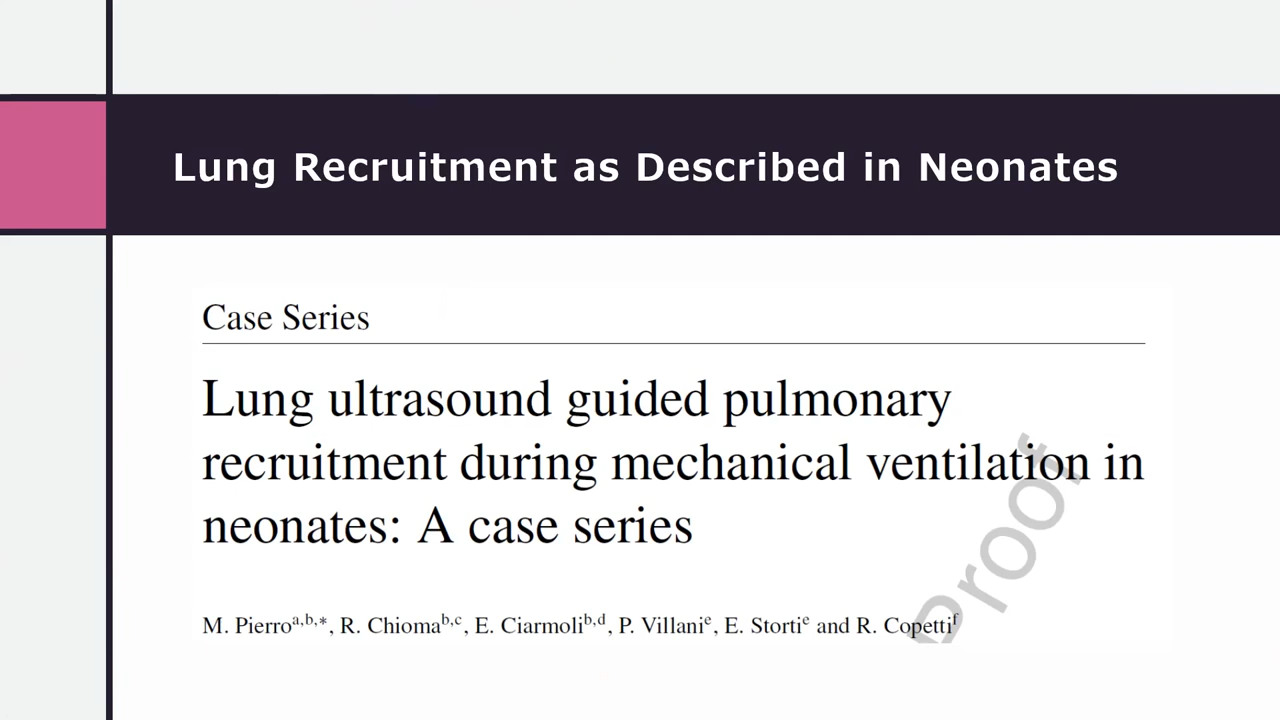 Lung Recruitment as Described in Neonates
Case Series
Lung ultrasound guided pulmonary
recruitment during mechanical ventilation in
neonates: A case series
M. Pierroa,b,*, R. Chiomab,c, E. Ciarmolib,d, P. Villanie, E. Stortie and R. Copettif
Proof